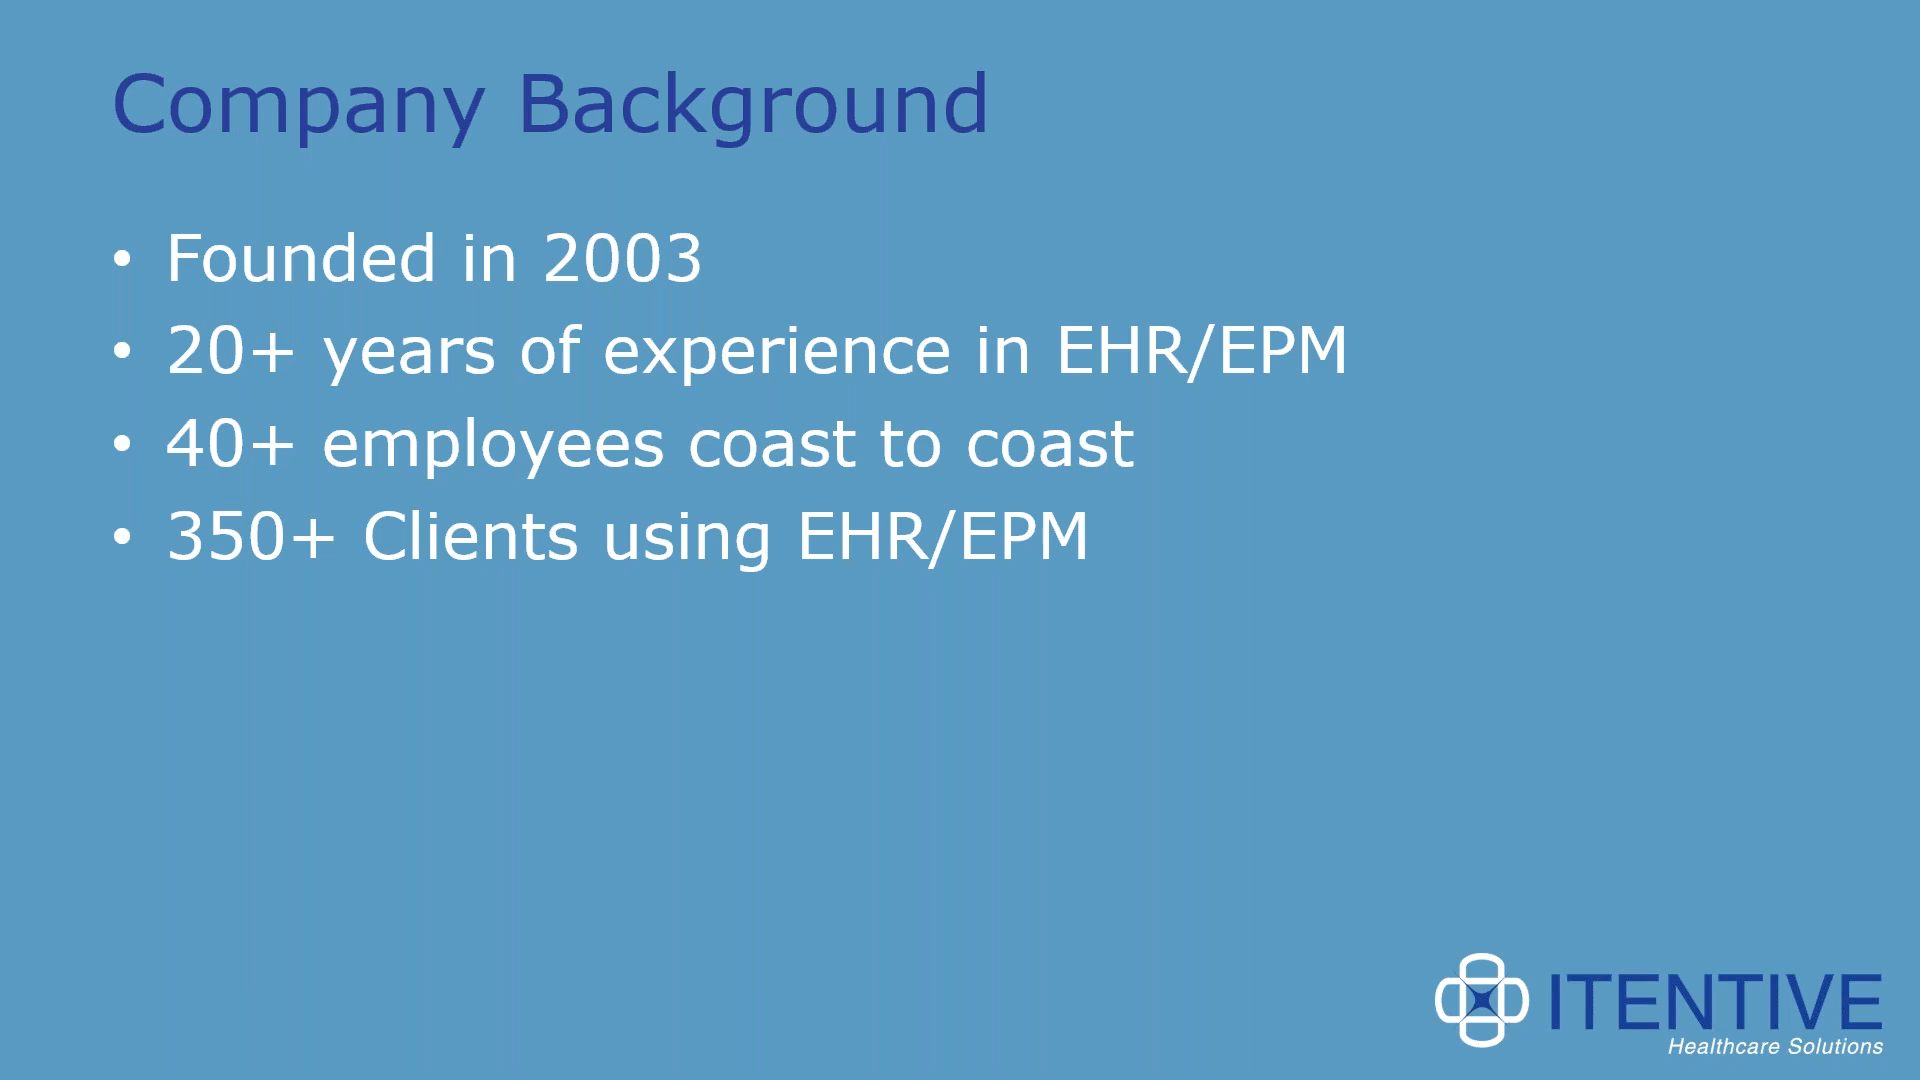 Company Background
• Founded in 2003
• 20+ years of experience in EHR/EPM
• 40+ employees coast to coast
• 350+ Clients using EHR/EPM
ITENTIVE
Healthcare Solutions